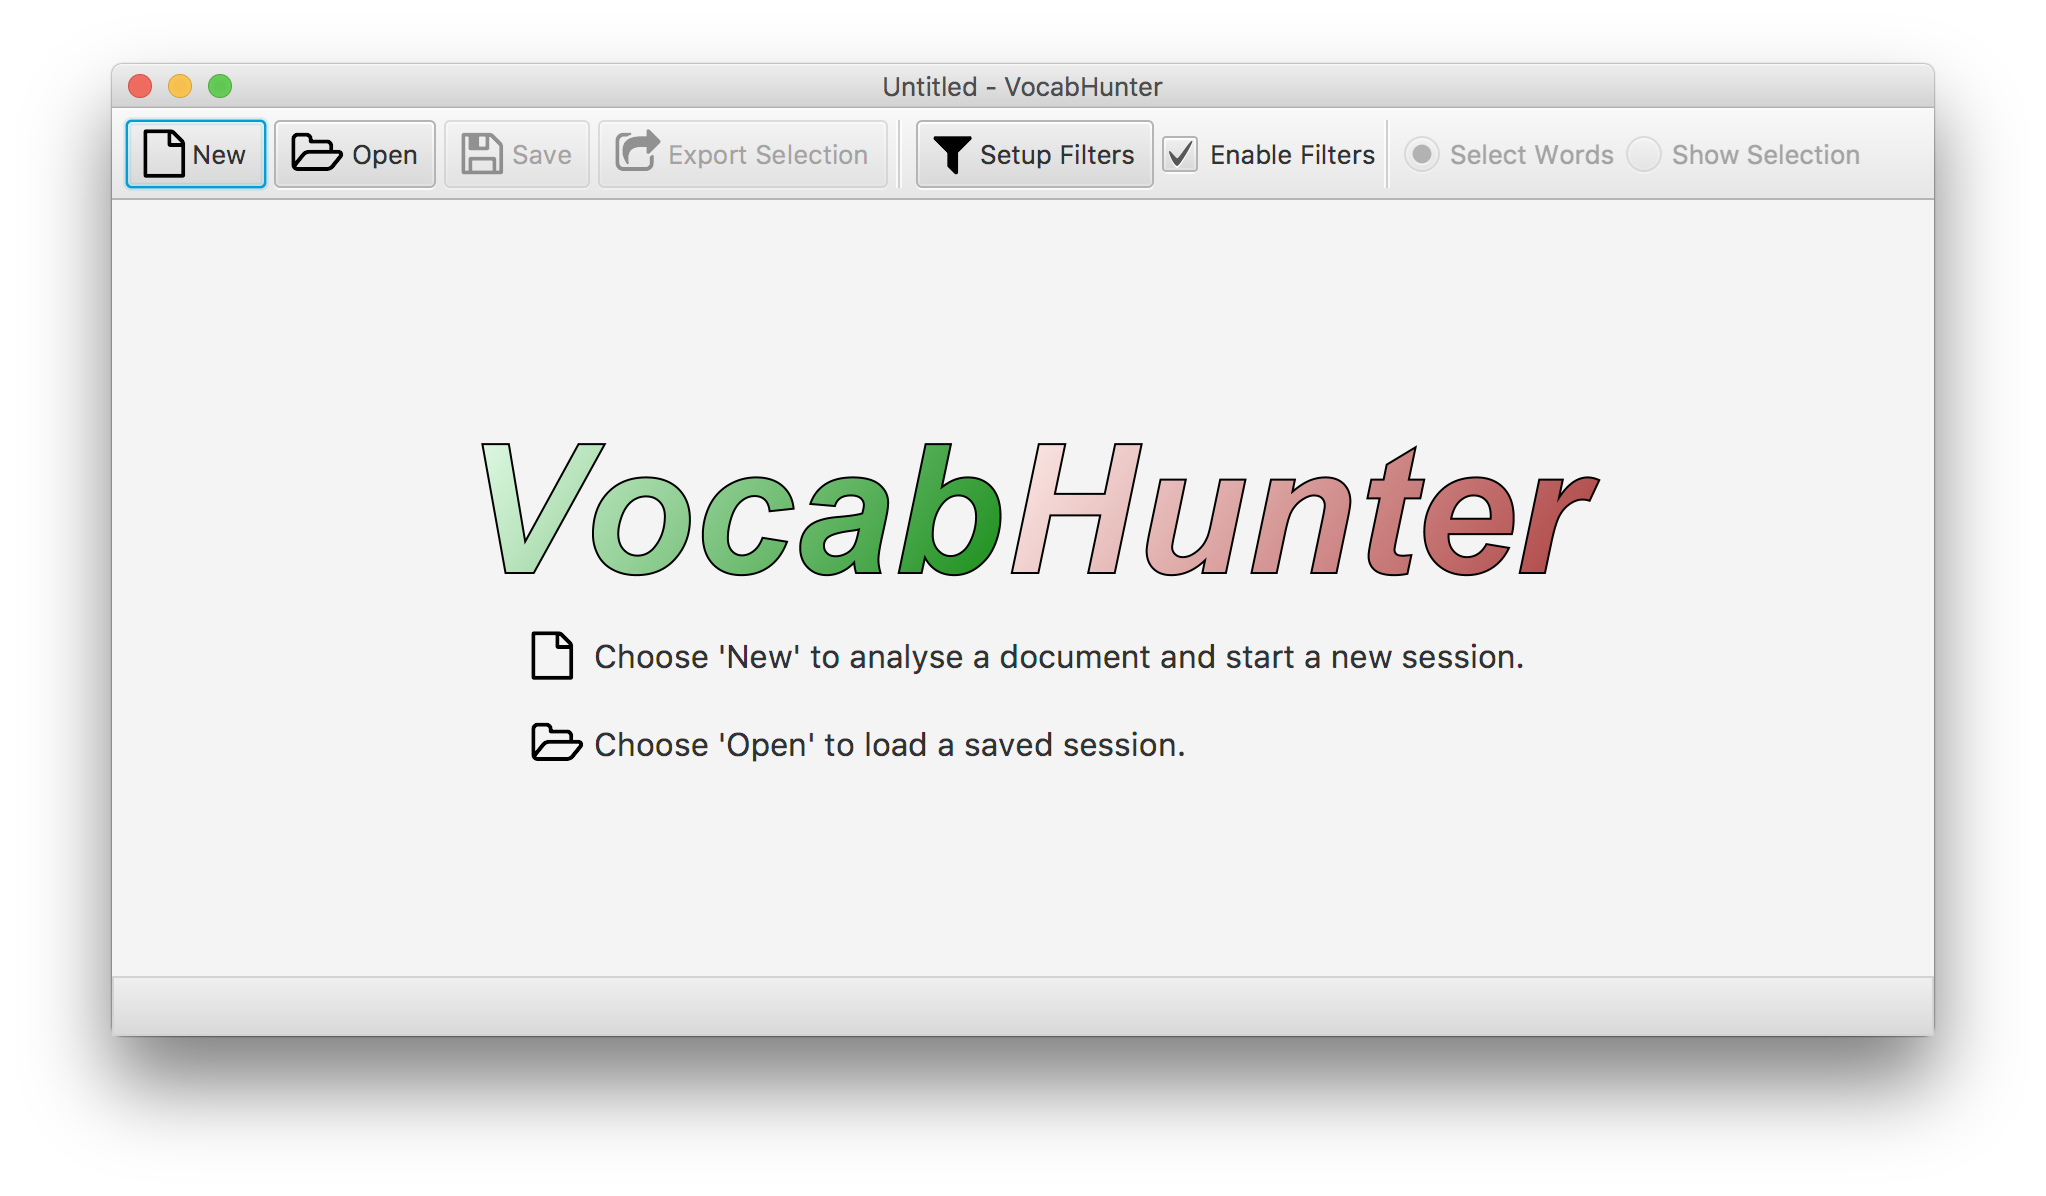 Untitled - VocabHunter
New Open Save Export Selection Setup Filters Enable Filters Select Words Show Selection
VocabHunter
Choose 'New' to analyse a document and start a new session.
Choose 'Open' to load a saved session.